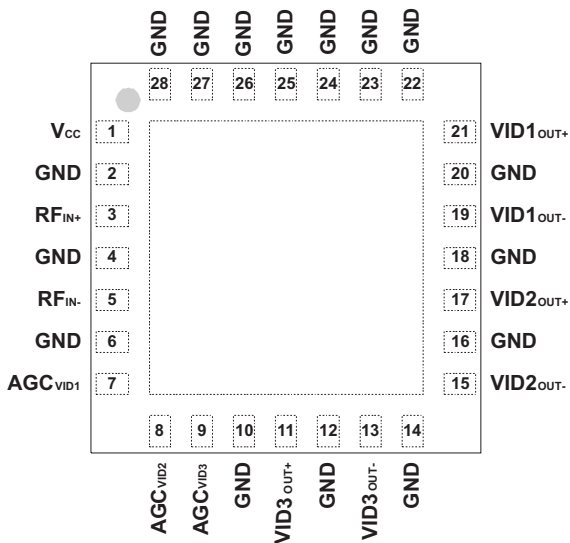 GND GND GND GND GND GND GND
28 27 26 25 24 23 22
VCC 1 21 VID1OUT+
GND 2 20 GND
RFIN+ 3 19 VID1OUT-
GND 4 18 GND
RFIN- 5 17 VID2OUT+
GND 6 16 GND
AGCVID1 7 15 VID2OUT-
8 9 10 11 12 13 14
AGCVID2 AGCVID3 GND VID3OUT+ GND VID3OUT- GND